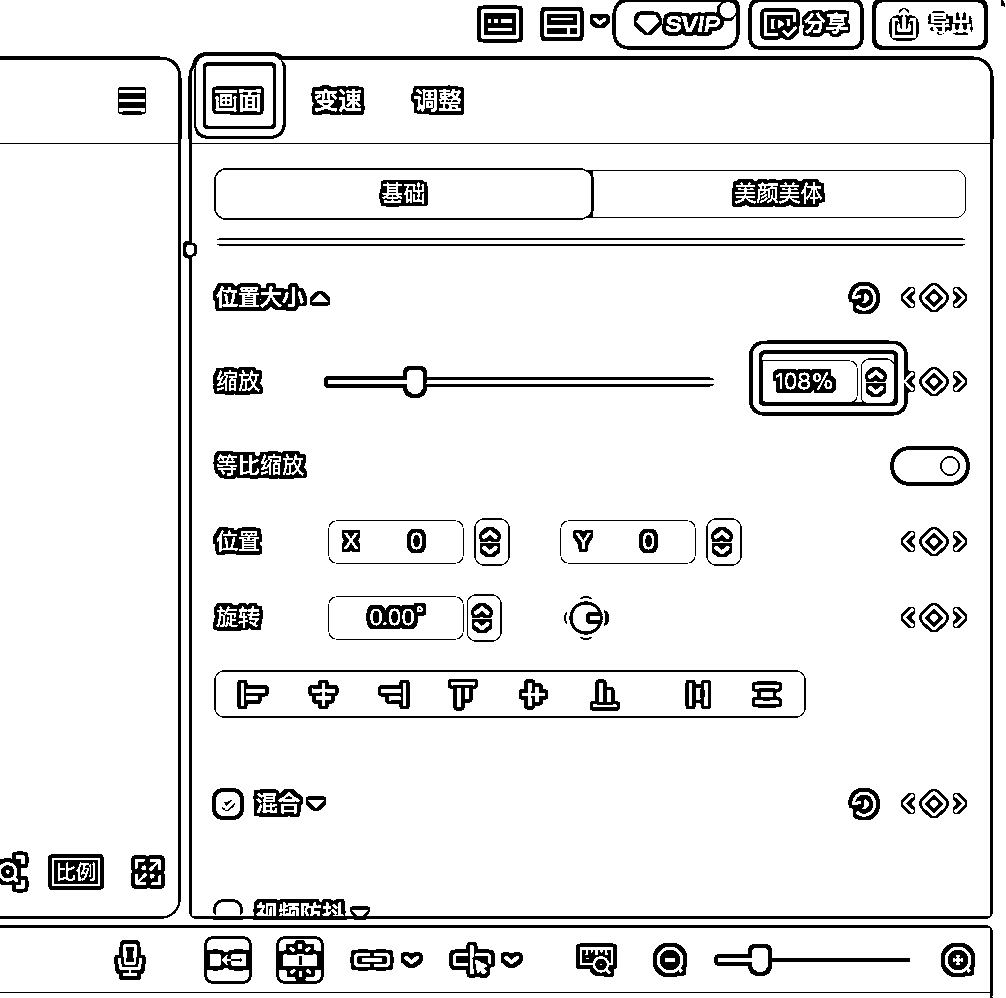 SVIP 分享 导出
画面 变速 调整
基础 美颜美体
位置大小
缩放 108%
等比缩放
位置 X 0 Y 0
旋转 0.00°
混合
比例
视频防抖